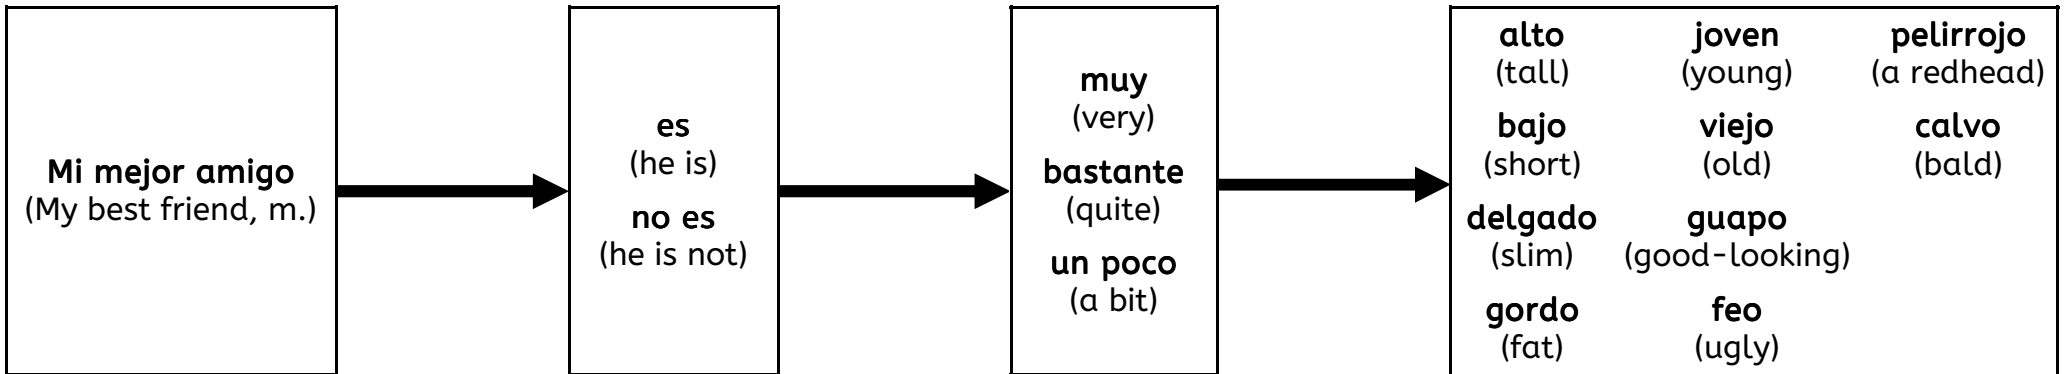 Mi mejor amigo
(My best friend, m.)
es
(he is)
no es
(he is not)
muy
(very)
bastante
(quite)
un poco
(a bit)
alto
(tall)
bajo
(short)
delgado
(slim)
gordo
(fat)
joven
(young)
viejo
(old)
guapo
(good-looking)
feo
(ugly)
pelirrojo
(a redhead)
calvo
(bald)